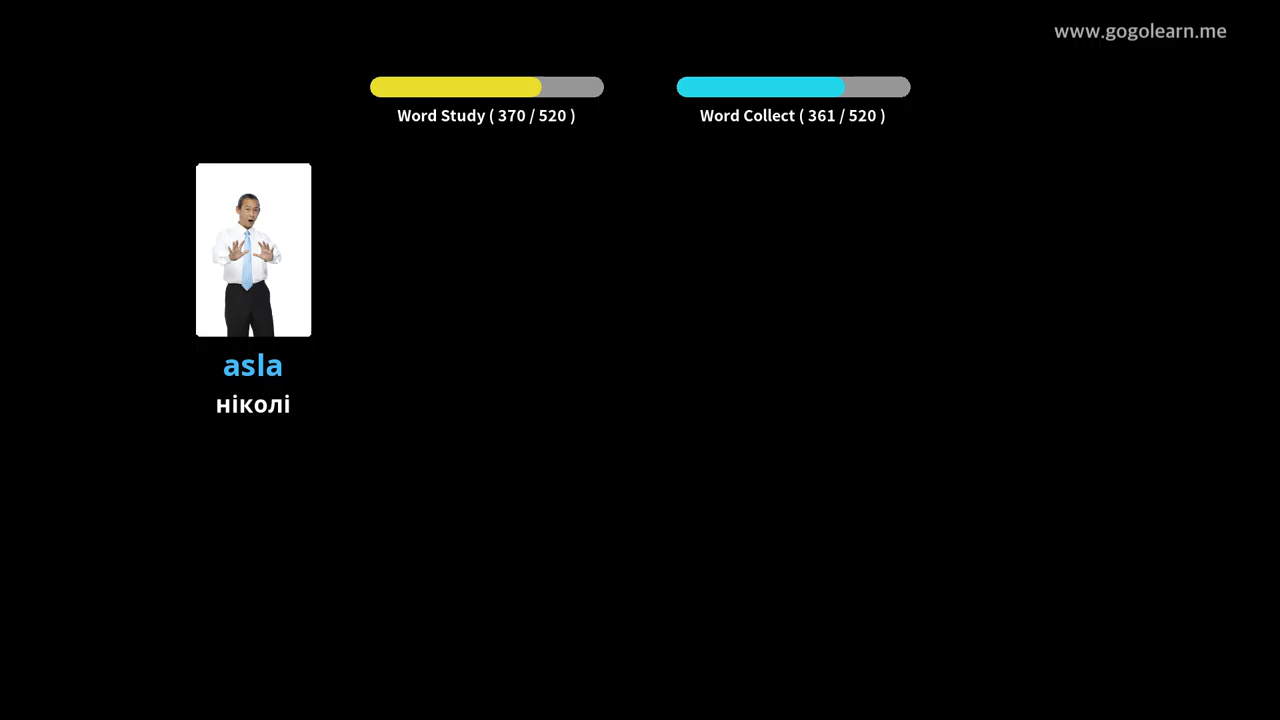 www.gogolearn.me
Word Study ( 370 / 520 )
Word Collect ( 361 / 520 )
asla
ніколі